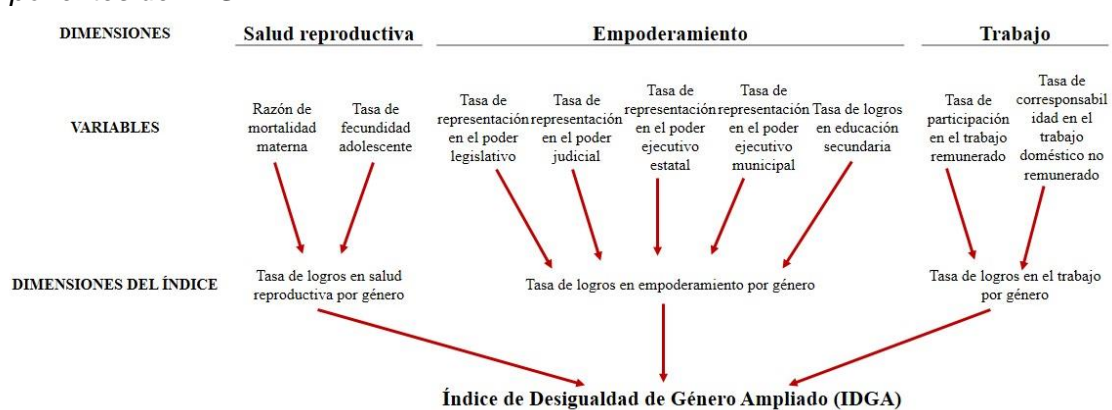 DIMENSIONES
Salud reproductiva
Empoderamiento
Trabajo
VARIABLES
Razón de
mortalidad
materna
Tasa de
fecundidad
adolescente
Tasa de
representación
en el poder
legislativo
Tasa de
representación
en el poder
judicial
Tasa de
representación
en el poder
ejecutivo
estatal
Tasa de
representación
en el poder
ejecutivo
municipal
Tasa de logros
en educación
secundaria
Tasa de
participación
en el trabajo
remunerado
Tasa de
corresponsabil
idad en el
trabajo
doméstico no
remunerado
DIMENSIONES DEL ÍNDICE
Tasa de logros en salud
reproductiva por género
Tasa de logros en empoderamiento por género
Tasa de logros en el trabajo
por género
Índice de Desigualdad de Género Ampliado (IDGA)